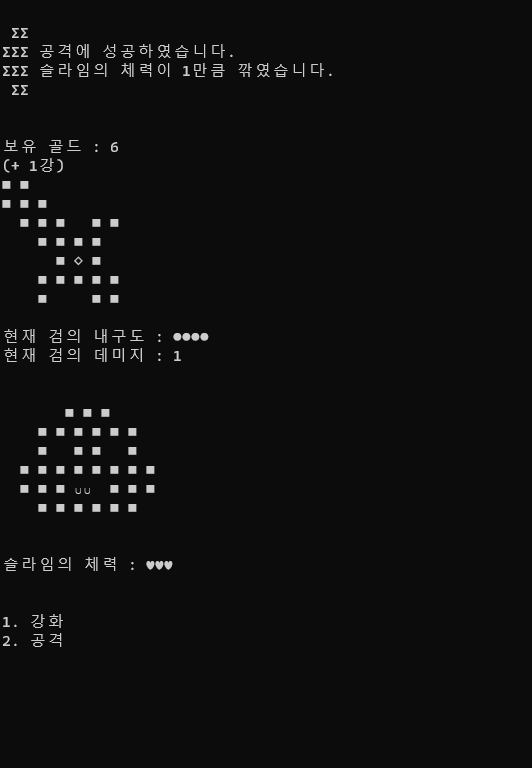 ΣΣ
ΣΣΣ 공격에 성공하였습니다.
ΣΣΣ 슬라임의 체력이 1만큼 깎였습니다.
ΣΣ
보유 골드 : 6
(+ 1강)
■ ■
■ ■ ■
■ ■ ■   ■ ■
■ ■ ■ ■
■ ◇ ■
■ ■ ■ ■ ■
■     ■ ■
현재 검의 내구도 : ●●●●
현재 검의 데미지 : 1
■ ■ ■
■ ■ ■ ■ ■ ■
■   ■ ■   ■
■ ■ ■ ■ ■ ■ ■ ■
■ ■ ■ ∪∪  ■ ■ ■
■ ■ ■ ■ ■ ■
슬라임의 체력 : ♥♥♥
1. 강화
2. 공격